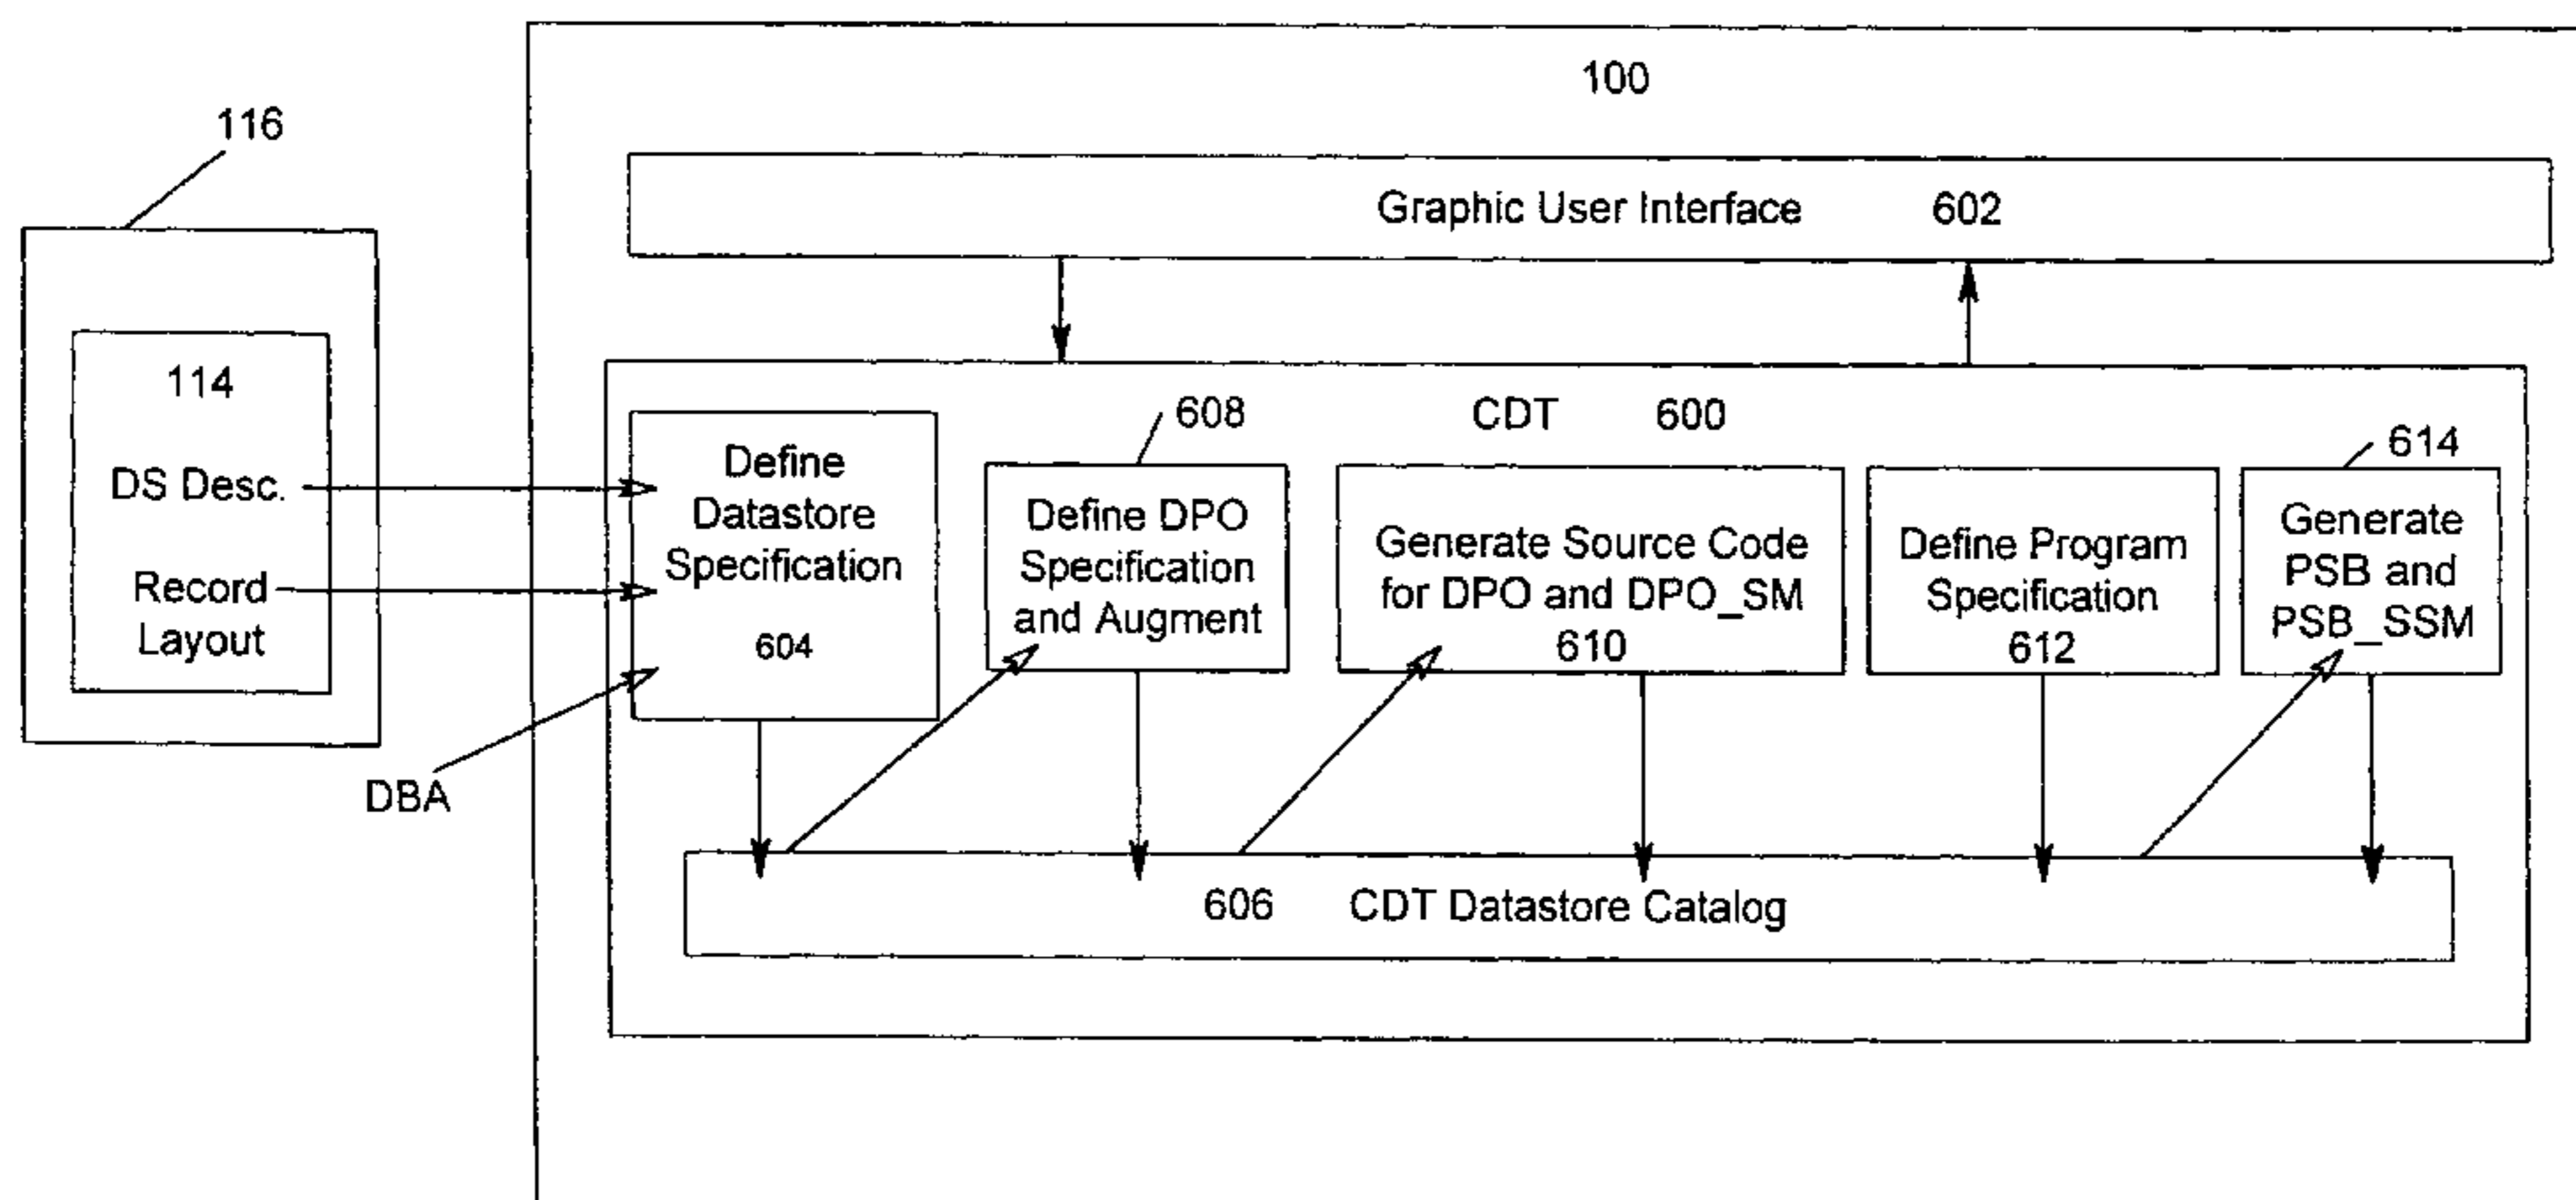 100
116
Graphic User Interface 602
114
DS Desc.
Record
Layout
DBA
CDT 600
Define
Datastore
Specification
604
608
Define DPO
Specification
and Augment
Generate Source Code
for DPO and DPO_SM
610
Define Program
Specification
612
614
Generate
PSB and
PSB_SSM
606 CDT Datastore Catalog